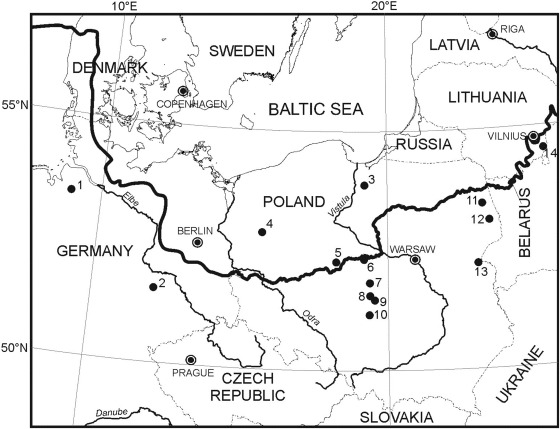 10°E
20°E
RIGA
SWEDEN
LATVIA
DENMARK
COPENHAGEN
LITHUANIA
55°N
BALTIC SEA
VILNIUS
RUSSIA
4
1
3
Elbe
POLAND
Vistula
11
BELARUS
12
4
BERLIN
WARSAW
GERMANY
5
6
13
7
2
8
9
Odra
10
50°N
PRAGUE
CZECH
REPUBLIC
UKRAINE
Danube
SLOVAKIA